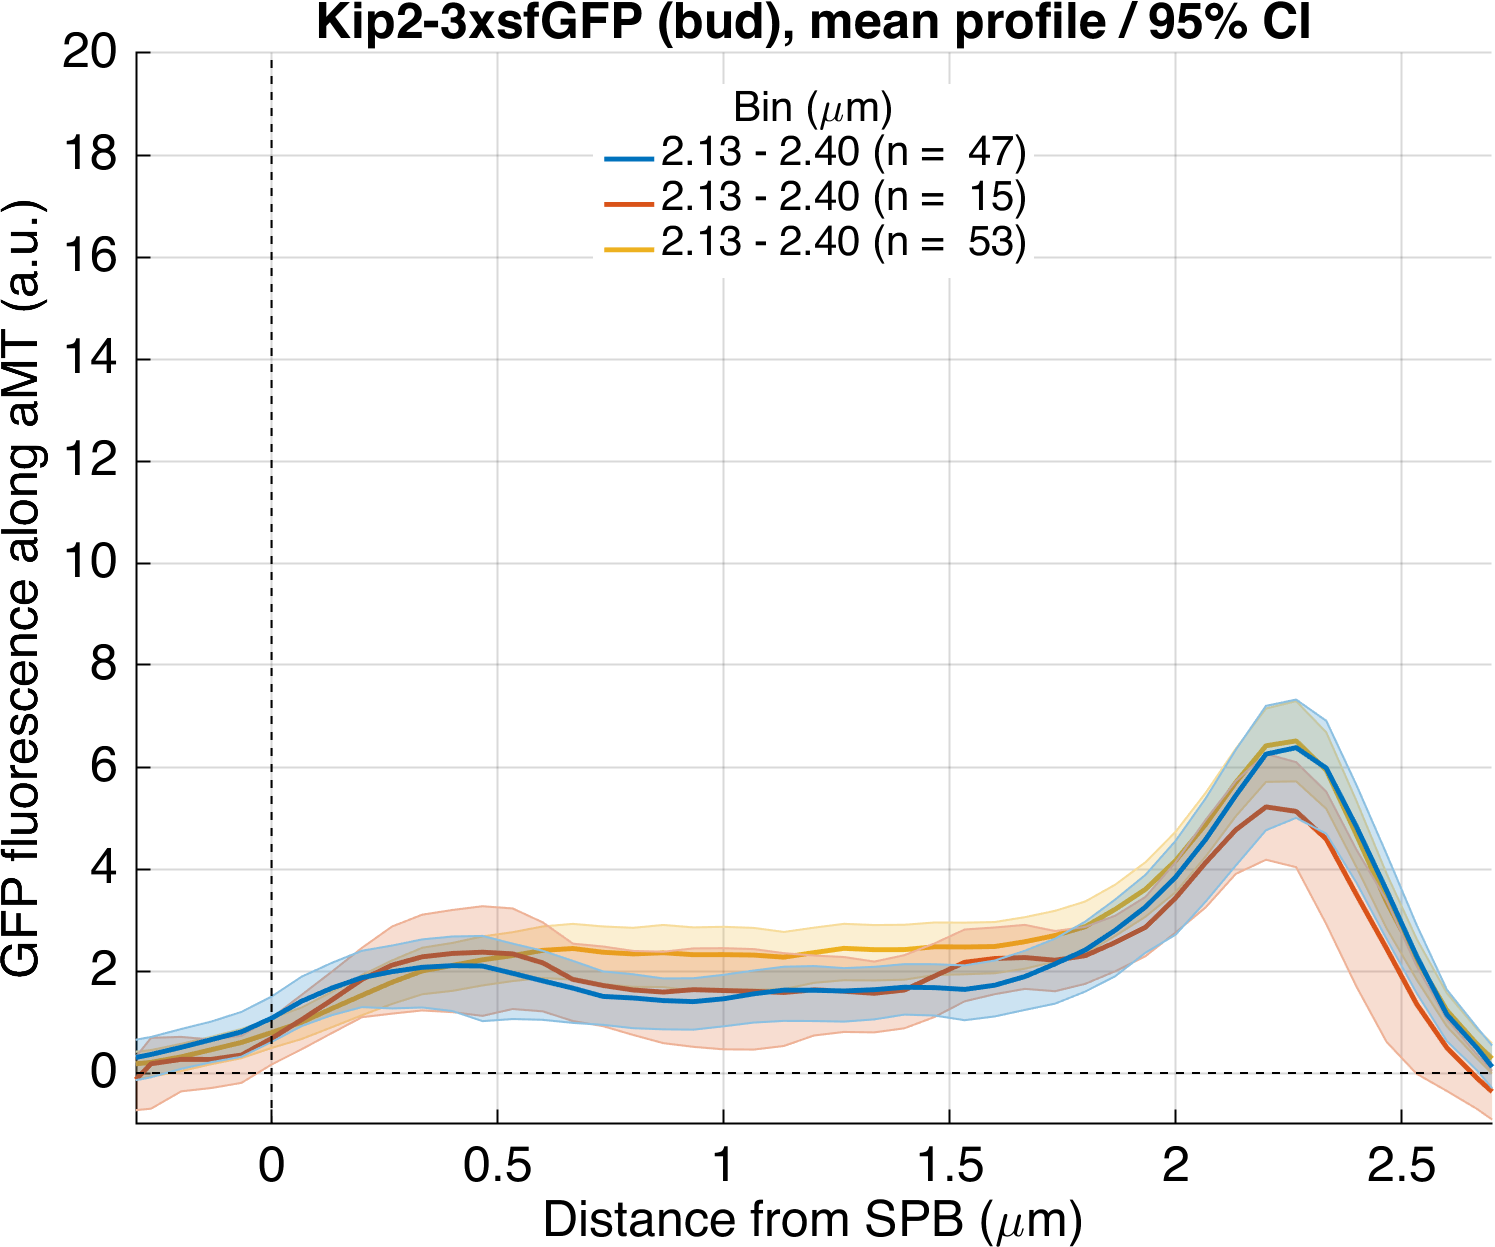 Kip2-3xsfGFP (bud), mean profile / 95% CI
GFP fluorescence along aMT (a.u.)
20
18
16
14
12
10
8
6
4
2
0
Bin (μm)
2.13 - 2.40 (n = 47)
2.13 - 2.40 (n = 15)
2.13 - 2.40 (n = 53)
0 0.5 1 1.5 2 2.5
Distance from SPB (μm)